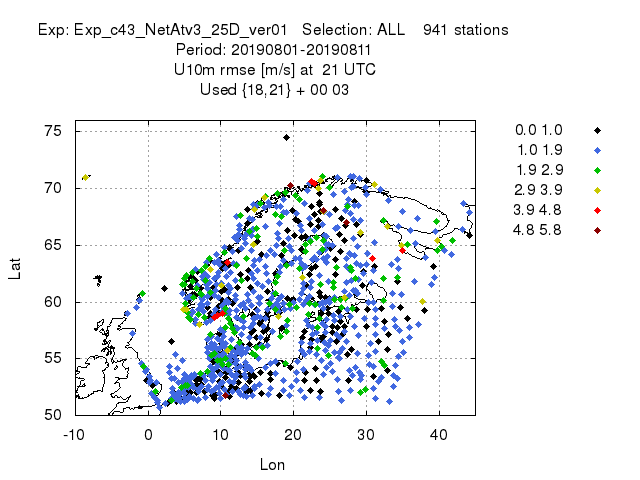 Exp: Exp_c43_NetAtv3_25D_ver01 Selection: ALL 941 stations
Period: 20190801-20190811
U10m rmse [m/s] at 21 UTC
Used {18,21} + 00 03
0.0 1.0
1.0 1.9
1.9 2.9
2.9 3.9
3.9 4.8
4.8 5.8
75
70
65
60
55
50
Lat
-10 0 10 20 30 40
Lon